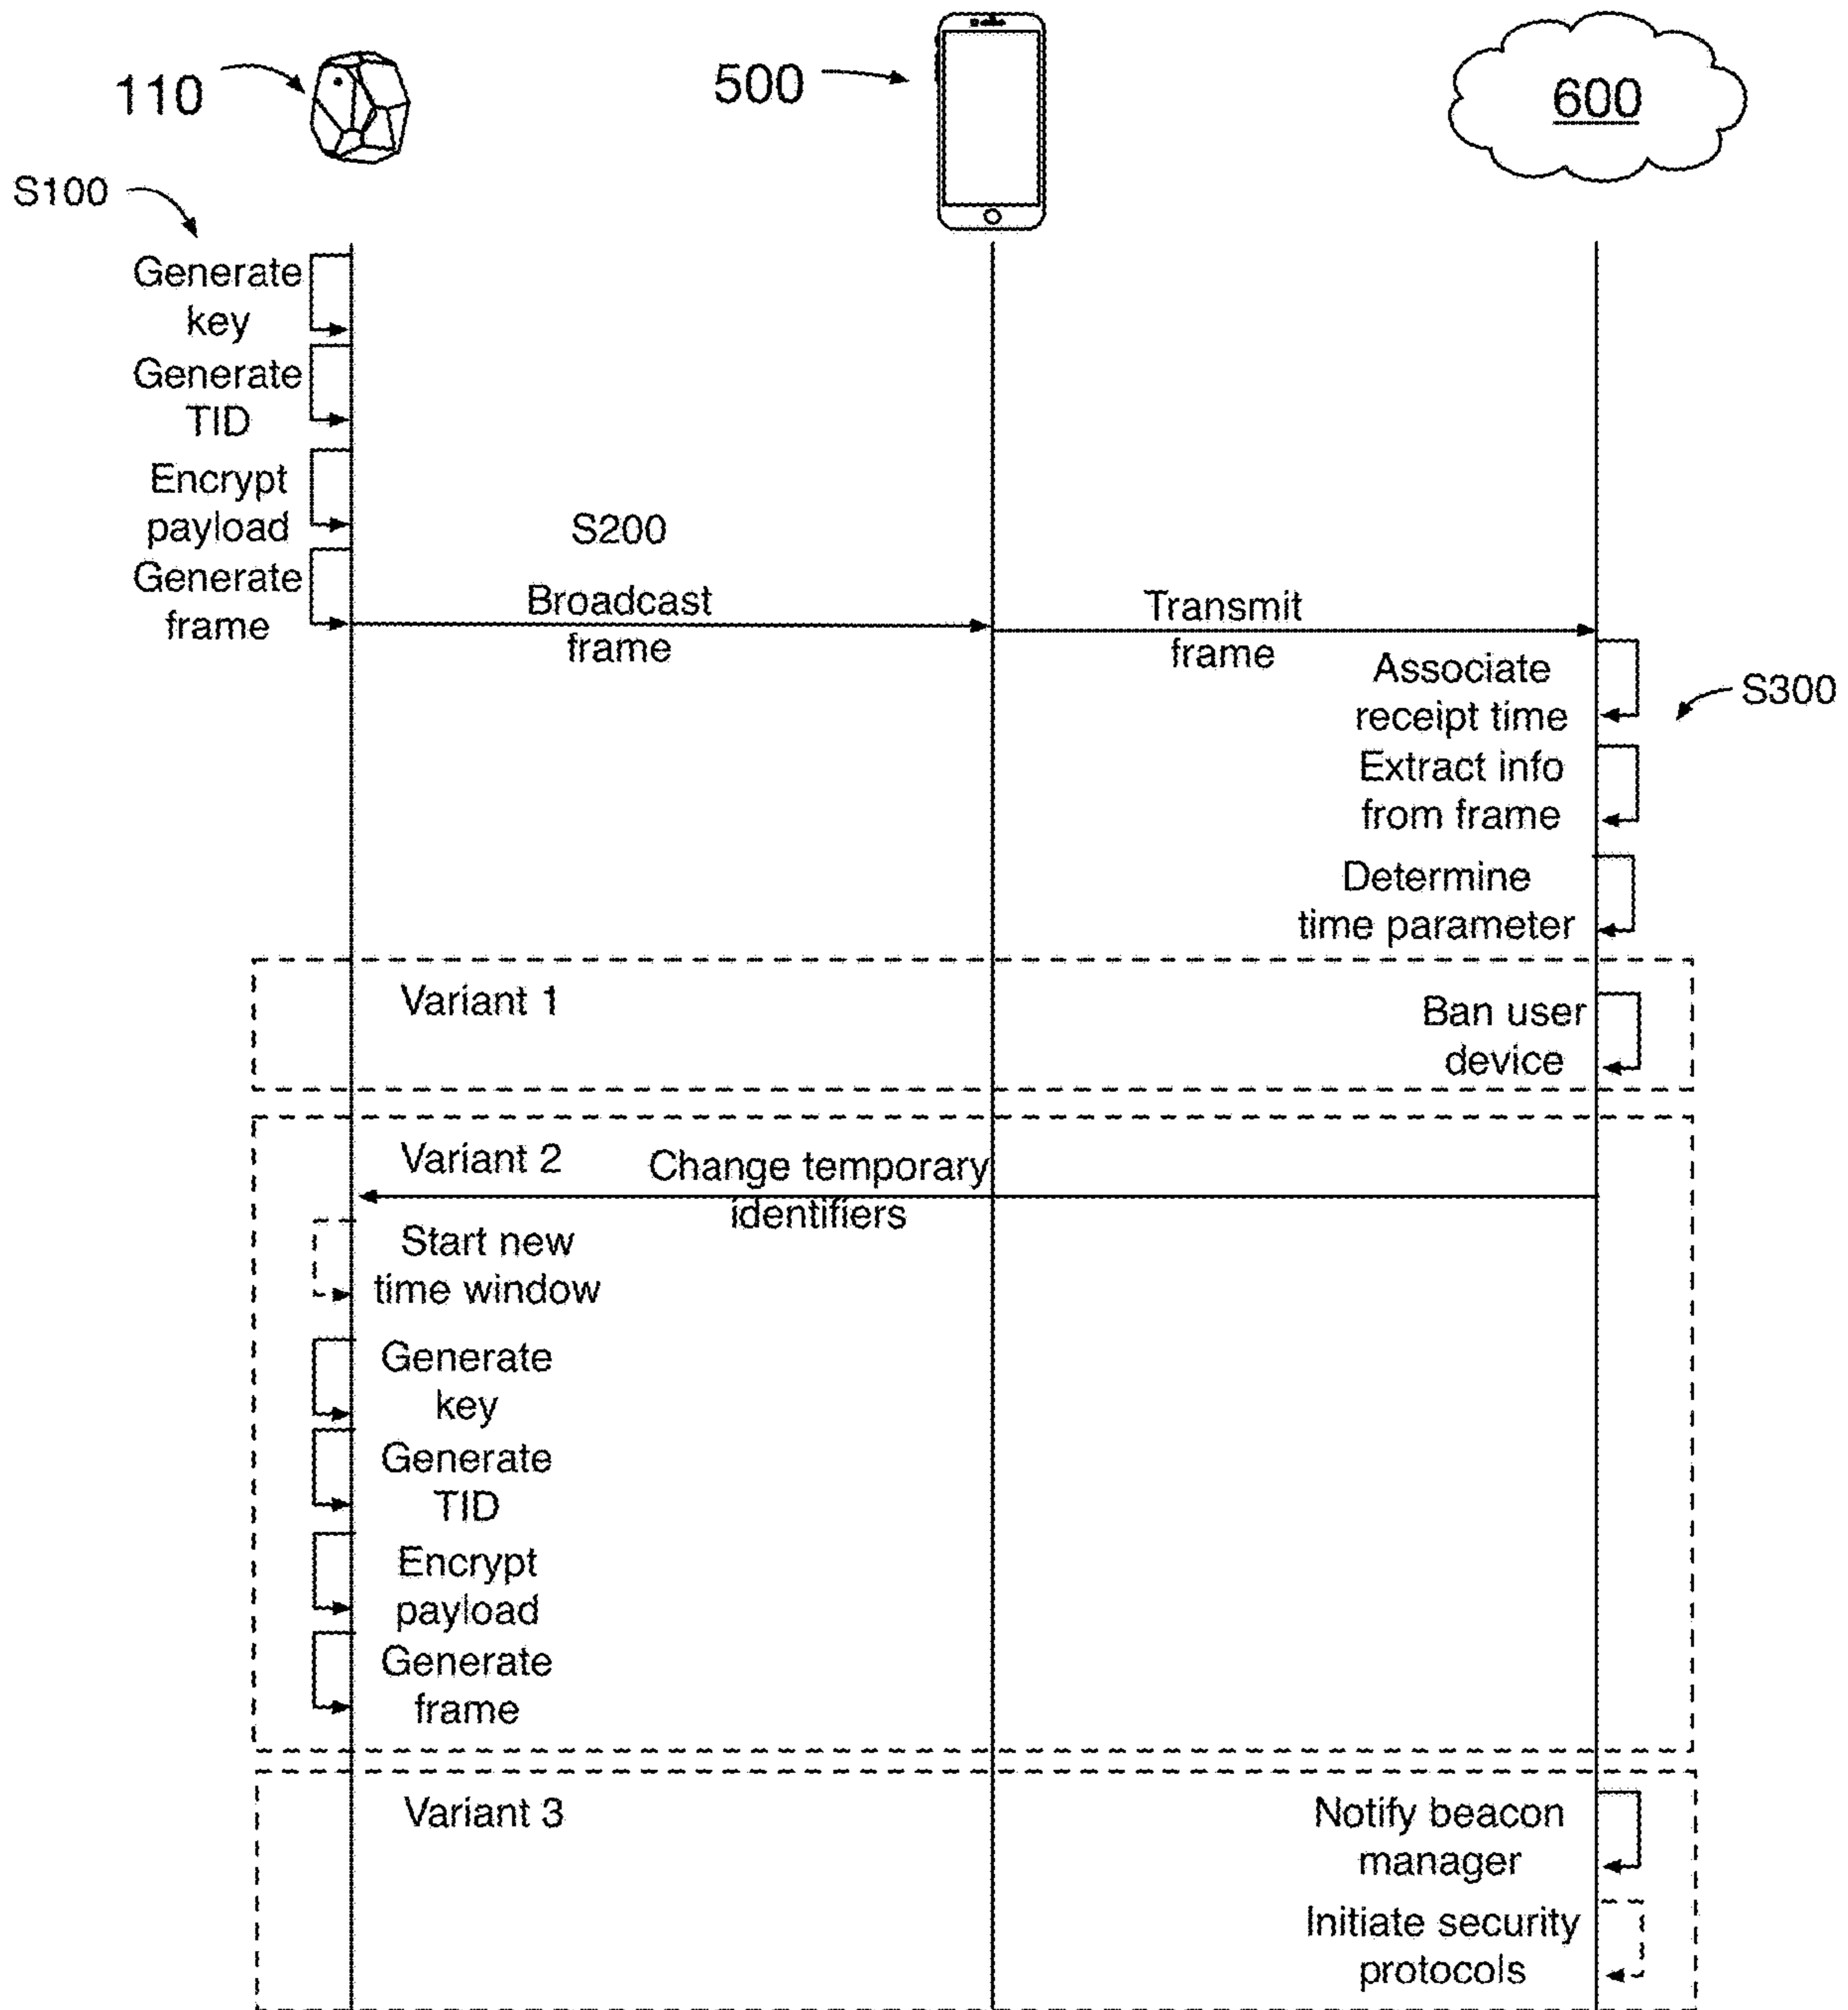 110
500
600
S100
Generate
key
Generate
TID
Encrypt
payload
Generate
frame
S200
Broadcast
frame
Transmit
frame
Associate
receipt time
S300
Extract info
from frame
Determine
time parameter
Variant 1
Ban user
device
Variant 2
Change temporary
identifiers
Start new
time window
Generate
key
Generate
TID
Encrypt
payload
Generate
frame
Variant 3
Notify beacon
manager
Initiate security
protocols